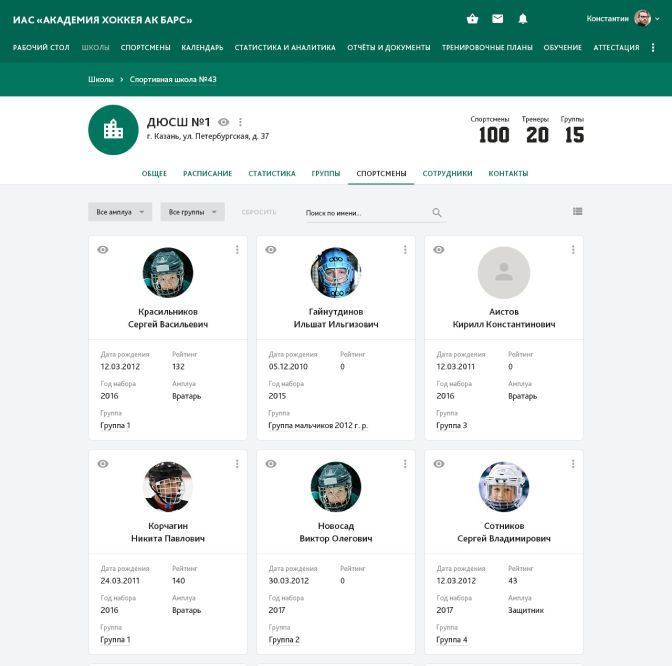 ИАС «АКАДЕМИЯ ХОККЕЯ АК БАРС»
Константин
РАБОЧИЙ СТОЛ ШКОЛЫ СПОРТСМЕНЫ КАЛЕНДАРЬ СТАТИСТИКА И АНАЛИТИКА ОТЧЁТЫ И ДОКУМЕНТЫ ТРЕНИРОВОЧНЫЕ ПЛАНЫ ОБУЧЕНИЕ АТТЕСТАЦИЯ
Школы > Спортивная школа №43
ДЮСШ №1
г. Казань, ул. Петербургская, д. 37
Спортсмены Тренеры Группы
100 20 15
ОБЩЕЕ РАСПИСАНИЕ СТАТИСТИКА ГРУППЫ СПОРТСМЕНЫ СОТРУДНИКИ КОНТАКТЫ
Все амплуа Все группы СБРОСИТЬ Поиск по имени...
Красильников
Сергей Васильевич
Дата рождения Рейтинг
12.03.2012 132
Год набора Амплуа
2016 Вратарь
Группа
Группа 1
Гайнутдинов
Ильшат Ильгизович
Дата рождения Рейтинг
05.12.2010 0
Год набора
2015
Группа
Группа мальчиков 2012 г. р.
Аистов
Кирилл Константинович
Дата рождения Рейтинг
12.03.2011 0
Год набора Амплуа
2016 Вратарь
Группа
Группа 3
Корчагин
Никита Павлович
Дата рождения Рейтинг
24.03.2011 140
Год набора Амплуа
2016 Вратарь
Группа
Группа 1
Новосад
Виктор Олегович
Дата рождения Рейтинг
30.03.2012 0
Год набора
2017
Группа
Группа 2
Сотников
Сергей Владимирович
Дата рождения Рейтинг
12.03.2012 43
Год набора Амплуа
2017 Защитник
Группа
Группа 4